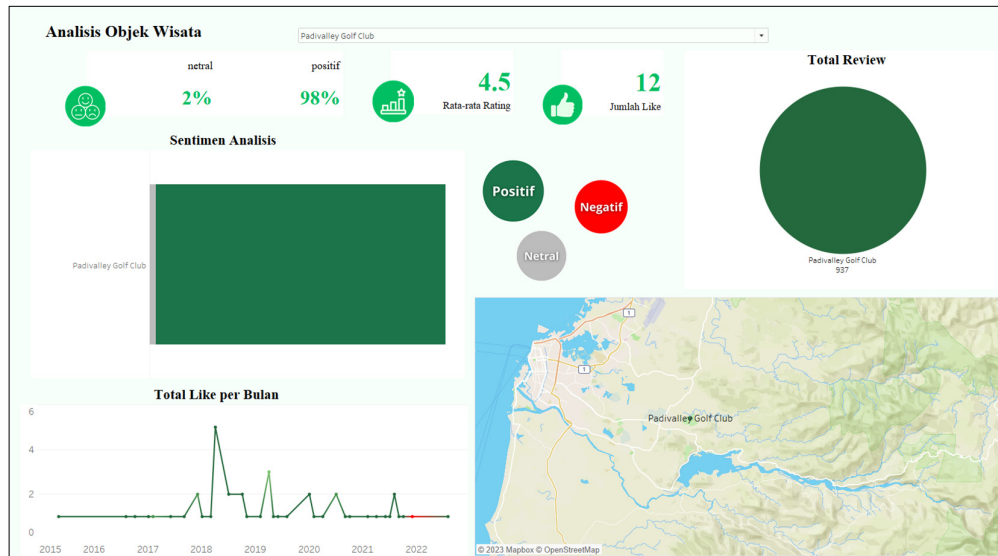 Analisis Objek Wisata
Padivalley Golf Club
netral
positif
2%
98%
4.5
Rata-rata Rating
12
Jumlah Like
Total Review
Padivalley Golf Club
937
Sentimen Analisis
Padivalley Golf Club
Positif
Negatif
Netral
1
1
Padivalley Golf Club
© 2023 Mapbox © OpenStreetMap
Total Like per Bulan
6
4
2
0
2015 2016 2017 2018 2019 2020 2021 2022